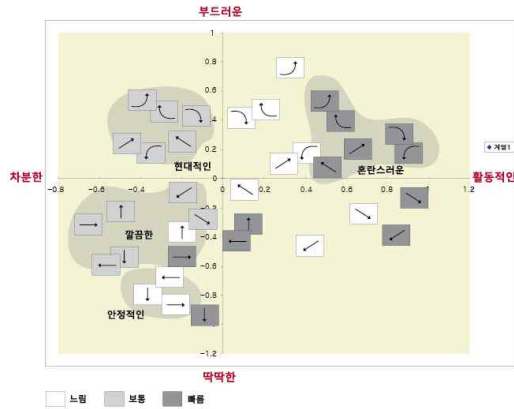 부드러운
1
0.8
0.6
0.4
0.2
현대적인
혼란스러운
◆ 계열1
차분한
활동적인
-0.8
-0.6
-0.4
-0.2
0
0
0.2
0.4
0.6
0.8
1
1.2
-0.2
깔끔한
-0.4
-0.6
-0.8
안정적인
-1
-1.2
딱딱한
느림
보통
빠름